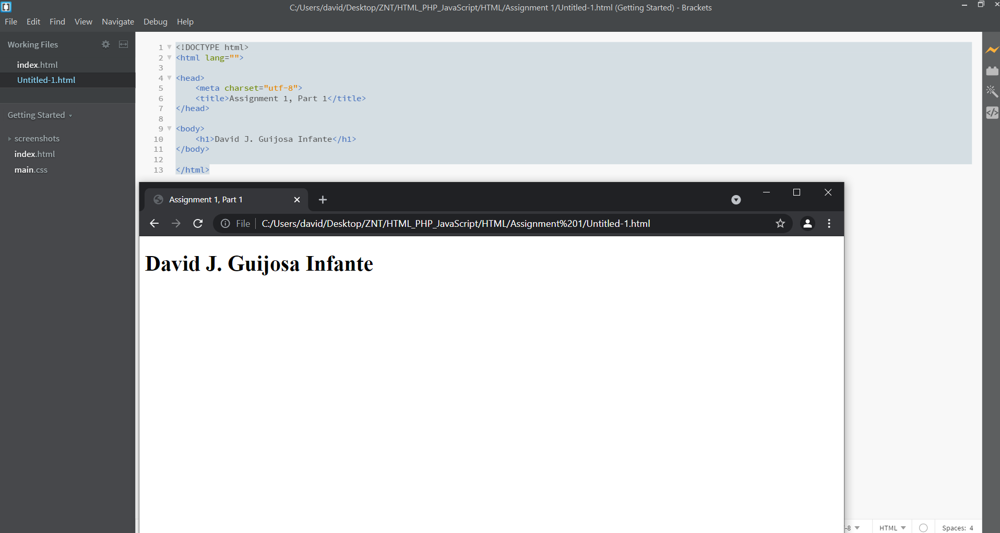 C:/Users/david/Desktop/ZNT/HTML_PHP_JavaScript/HTML/Assignment 1/Untitled-1.html (Getting Started) - Brackets
File Edit Find View Navigate Debug Help
Working Files
index.html
Untitled-1.html
Getting Started
screenshots
index.html
main.css
1 <!DOCTYPE html>
2 <html lang="">
3
4 <head>
5 <meta charset="utf-8">
6 <title>Assignment 1, Part 1</title>
7 </head>
8
9 <body>
10 <h1>David J. Guijosa Infante</h1>
11 </body>
12
13 </html>
Assignment 1, Part 1
File C:/Users/david/Desktop/ZNT/HTML_PHP_JavaScript/HTML/Assignment%201/Untitled-1.html
David J. Guijosa Infante
-8 HTML Spaces: 4